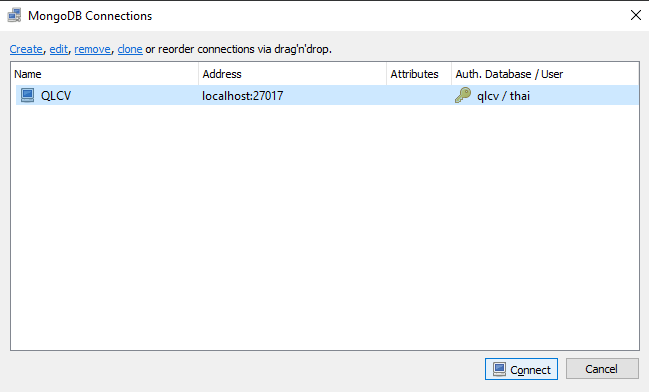 MongoDB Connections
Create, edit, remove, clone or reorder connections via drag'n'drop.
Name Address Attributes Auth. Database / User
QLCV localhost:27017 qlcv / thai
Connect Cancel